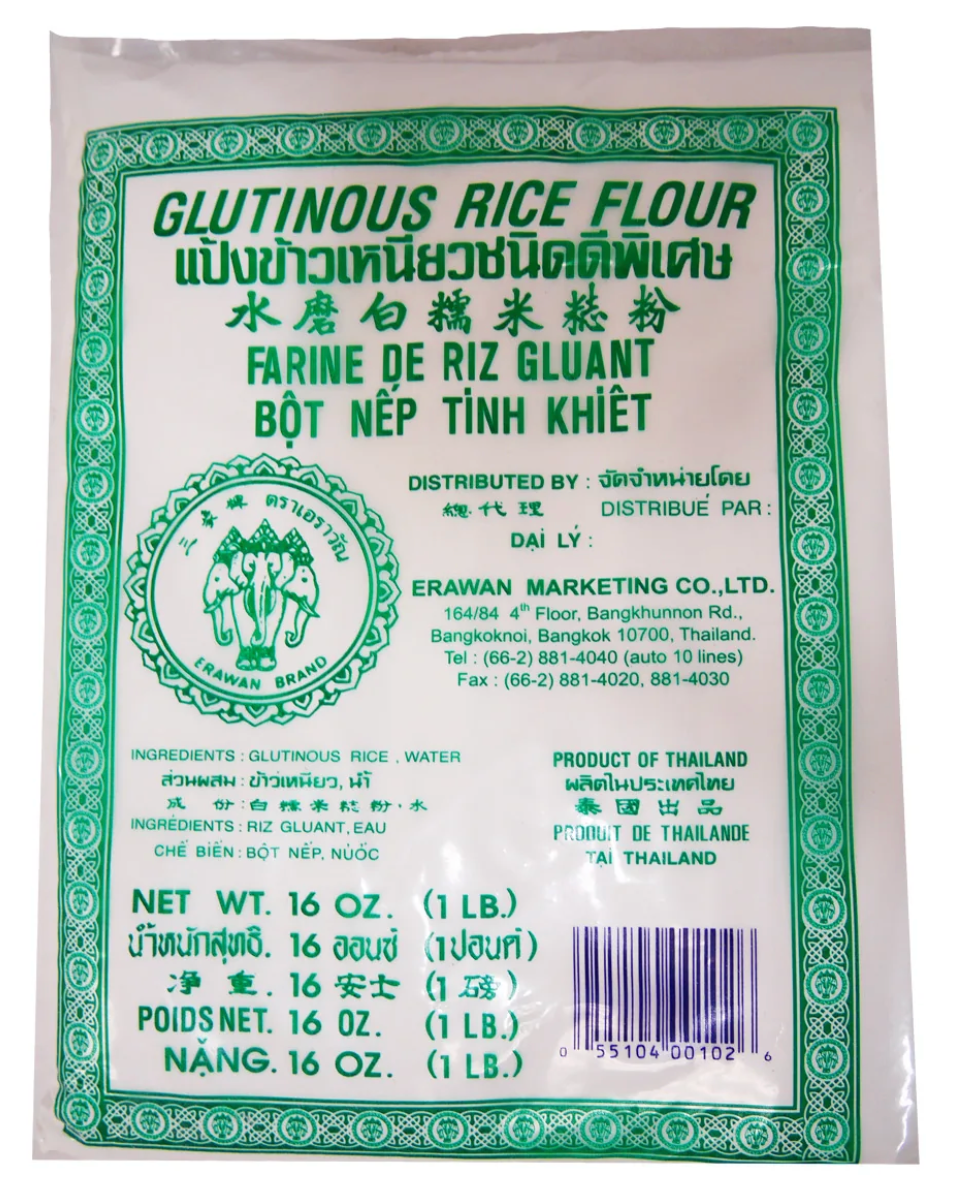 GLUTINOUS RICE FLOUR
แป้งข้าวเหนียวชนิดดีพิเศษ
水磨白糯米粉
FARINE DE RIZ GLUANT
BỘT NẾP TINH KHIẾT
三象牌 ตราเอราวัณ
ERAWAN BRAND
DISTRIBUTED BY : จัดจำหน่ายโดย
總代理 DISTRIBUÉ PAR :
ĐẠI LÝ :
ERAWAN MARKETING CO.,LTD.
164/84 4th Floor, Bangkhunnon Rd.,
Bangkoknoi, Bangkok 10700, Thailand.
Tel : (66-2) 881-4040 (auto 10 lines)
Fax : (66-2) 881-4020, 881-4030
INGREDIENTS : GLUTINOUS RICE , WATER
ส่วนผสม : ข้าวเหนียว, น้ำ
成份 : 白糯米粉 · 水
INGRÉDIENTS : RIZ GLUANT, EAU
CHẾ BIẾN : BỘT NẾP, NƯỚC
PRODUCT OF THAILAND
ผลิตในประเทศไทย
泰國出品
PRODUIT DE THAILANDE
TẠI THAILAND
NET WT. 16 OZ. (1 LB.)
น้ำหนักสุทธิ. 16 ออนซ์ (1 ปอนด์)
净重. 16 安士 (1 磅)
POIDS NET. 16 OZ. (1 LB.)
NẶNG. 16 OZ. (1 LB.)
0 55104 00102 6